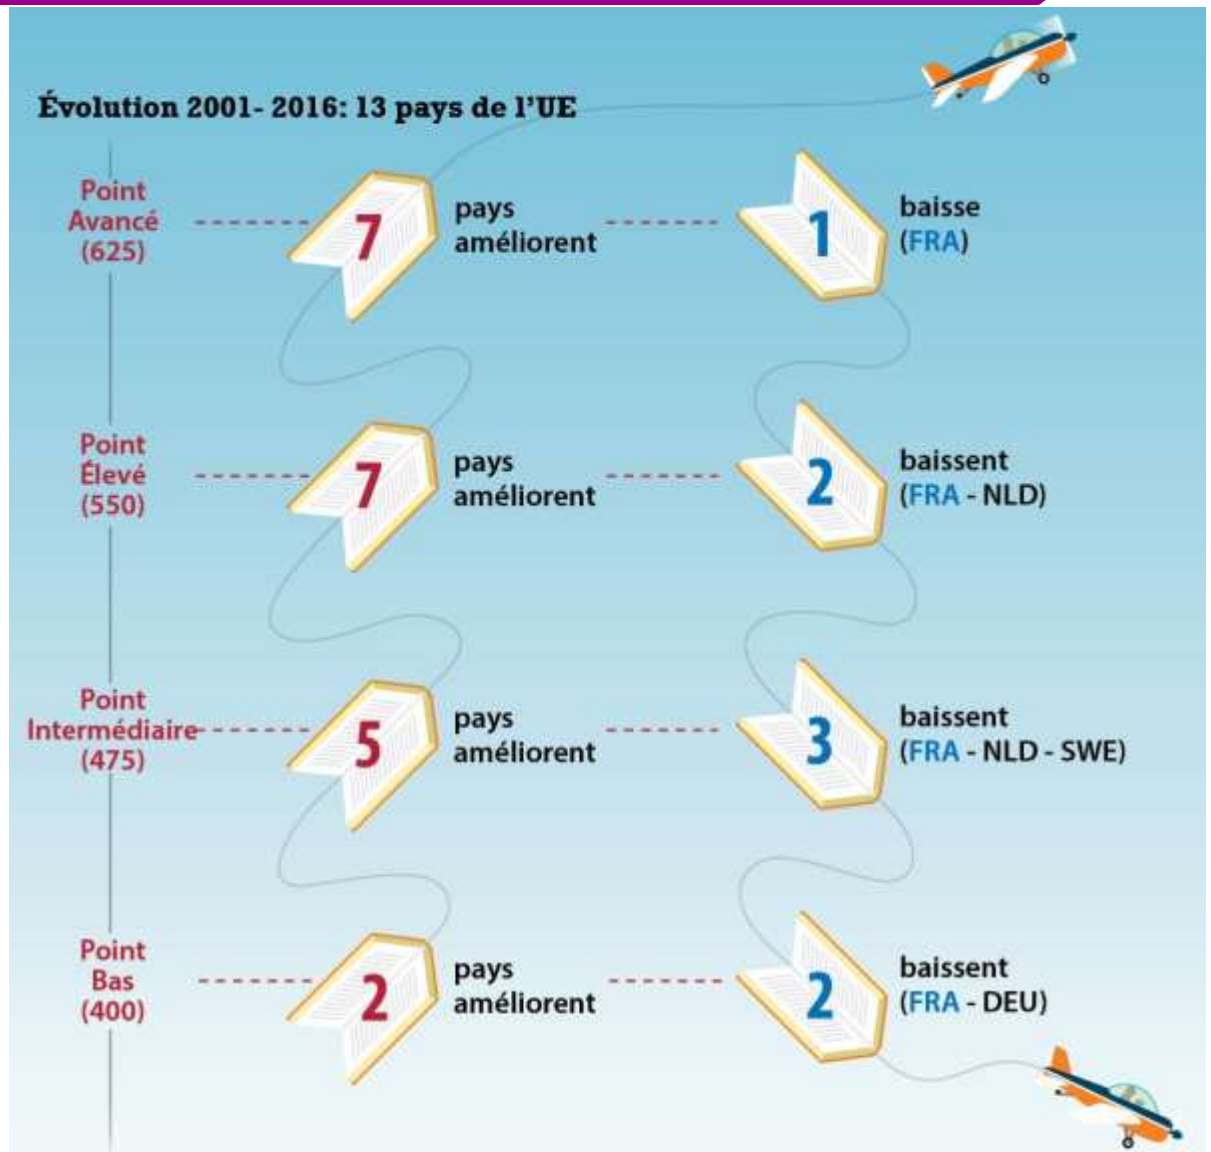 Évolution 2001- 2016: 13 pays de l'UE
Point
Avancé
(625)
7
pays
améliorent
1
baisse
(FRA)
Point
Élevé
(550)
7
pays
améliorent
2
baissent
(FRA - NLD)
Point
Intermédiaire
(475)
5
pays
améliorent
3
baissent
(FRA - NLD - SWE)
Point
Bas
(400)
2
pays
améliorent
2
baissent
(FRA - DEU)